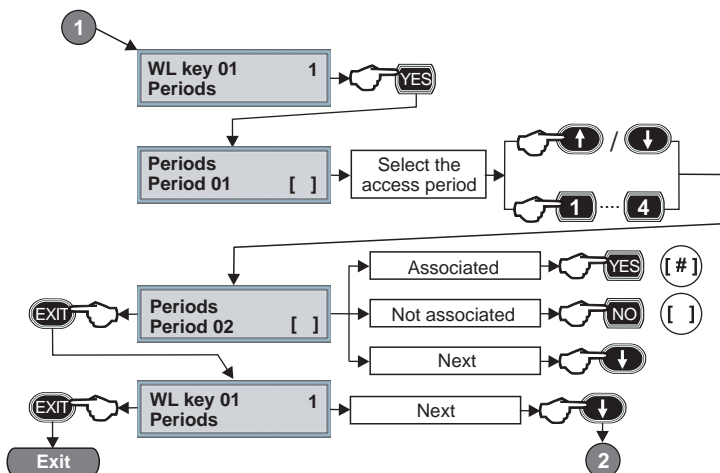 1
WL key 01 1
Periods
YES
Periods
Period 01 [ ]
Select the
access period
/
1 .... 4
Associated
YES
[ # ]
EXIT
Periods
Period 02 [ ]
Not associated
NO
[ ]
Next
EXIT
WL key 01 1
Periods
Next
Exit
2